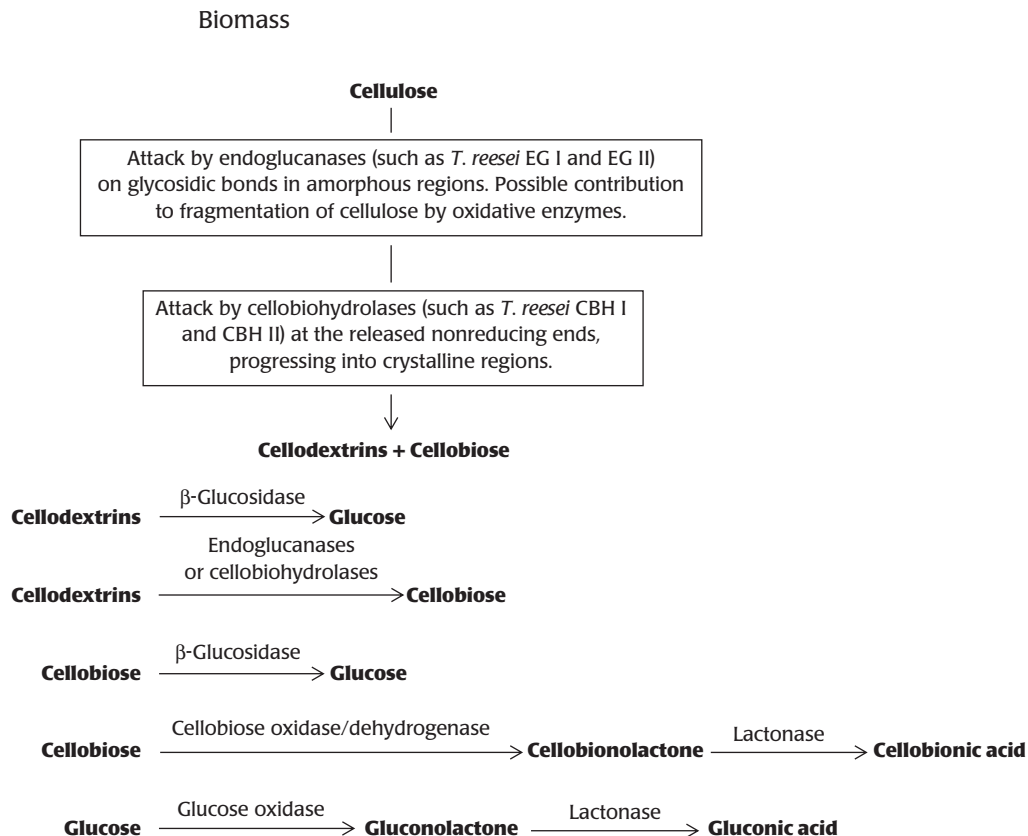 Biomass
Cellulose
Attack by endoglucanases (such as T. reesei EG I and EG II)
on glycosidic bonds in amorphous regions. Possible contribution
to fragmentation of cellulose by oxidative enzymes.
Attack by cellobiohydrolases (such as T. reesei CBH I
and CBH II) at the released nonreducing ends,
progressing into crystalline regions.
Cellodextrins + Cellobiose
β-Glucosidase
Cellodextrins Glucose
Endoglucanases
or cellobiohydrolases
Cellodextrins Cellobiose
β-Glucosidase
Cellobiose Glucose
Cellobiose oxidase/dehydrogenase Lactonase
Cellobiose Cellobionolactone Cellobionic acid
Glucose oxidase Lactonase
Glucose Gluconolactone Gluconic acid